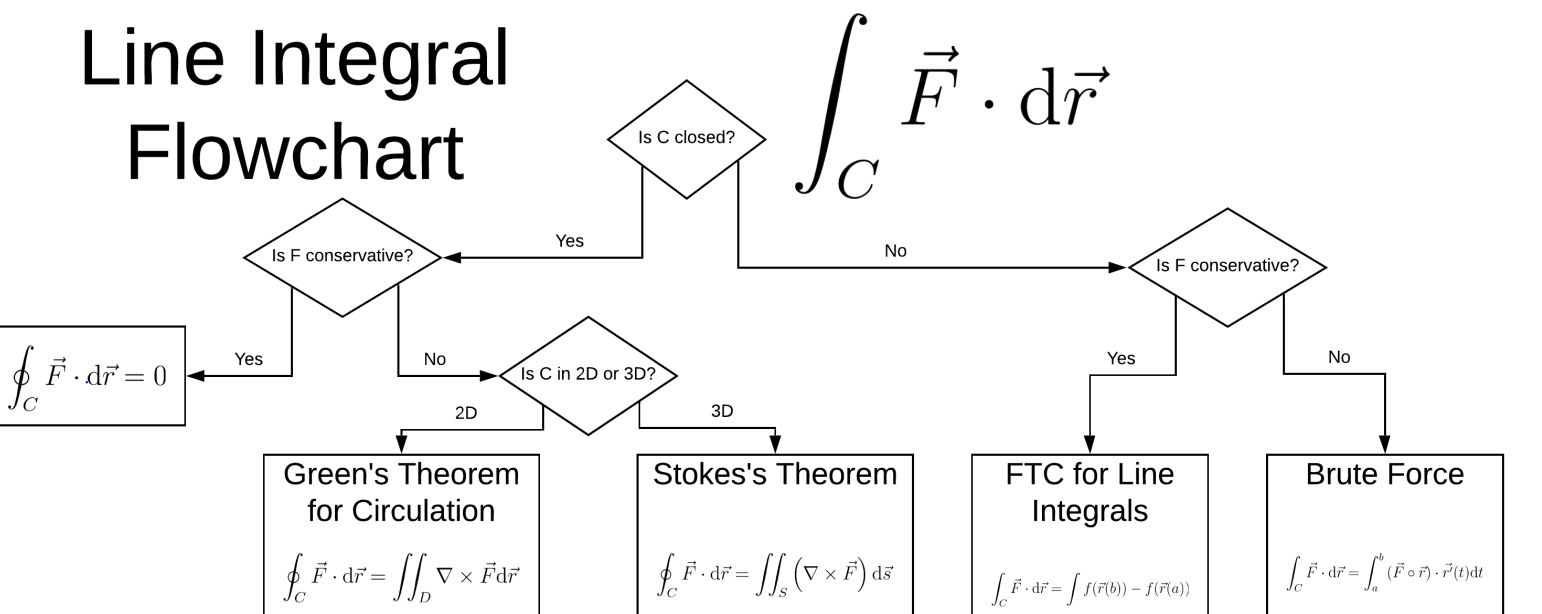 Line Integral
Flowchart
∫_C F⃗ · dr⃗
Is C closed?
Yes
No
Is F conservative?
Is F conservative?
Yes
No
Is C in 2D or 3D?
Yes
No
∮_C F⃗ · dr⃗ = 0
2D
3D
Green's Theorem
for Circulation
∮_C F⃗ · dr⃗ = ∬_D ∇ × F⃗dr⃗
Stokes's Theorem
∮_C F⃗ · dr⃗ = ∬_S (∇ × F⃗) ds⃗
FTC for Line
Integrals
∫_C F⃗ · dr⃗ = ∫ f(r⃗(b)) − f(r⃗(a))
Brute Force
∫_C F⃗ · dr⃗ = ∫_a^b (F⃗ ∘ r⃗) · r⃗′(t)dt